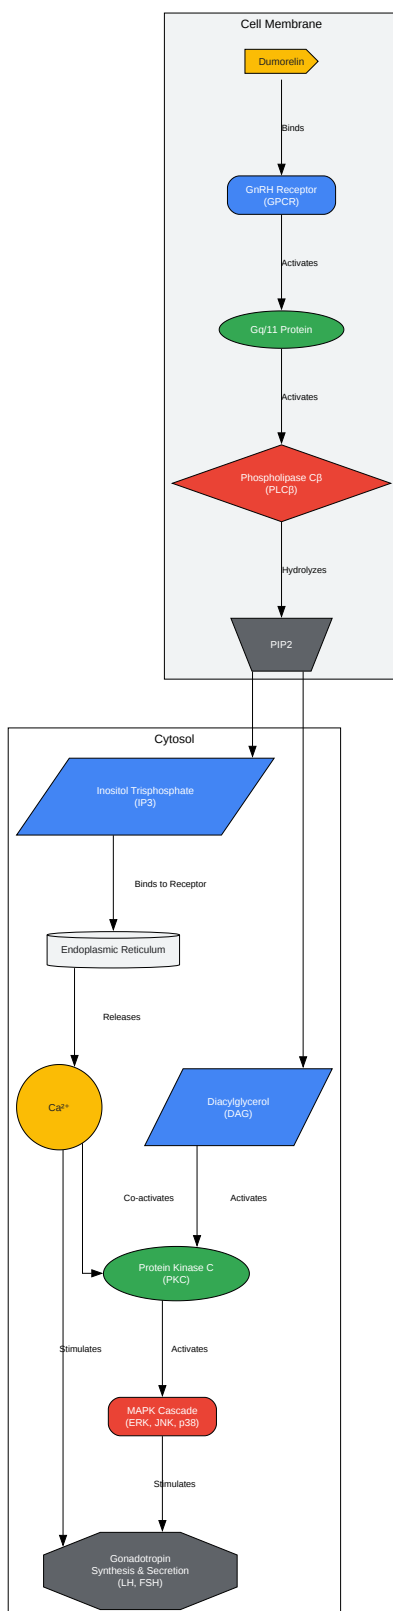 Cell Membrane
Dumorelin
Binds
GnRH Receptor
(GPCR)
Activates
Gq/11 Protein
Activates
Phospholipase Cβ
(PLCβ)
Hydrolyzes
PIP2
Cytosol
Inositol Trisphosphate
(IP3)
Binds to Receptor
Endoplasmic Reticulum
Releases
Ca²⁺
Diacylglycerol
(DAG)
Co-activates
Activates
Protein Kinase C
(PKC)
Stimulates
Activates
MAPK Cascade
(ERK, JNK, p38)
Stimulates
Gonadotropin
Synthesis & Secretion
(LH, FSH)